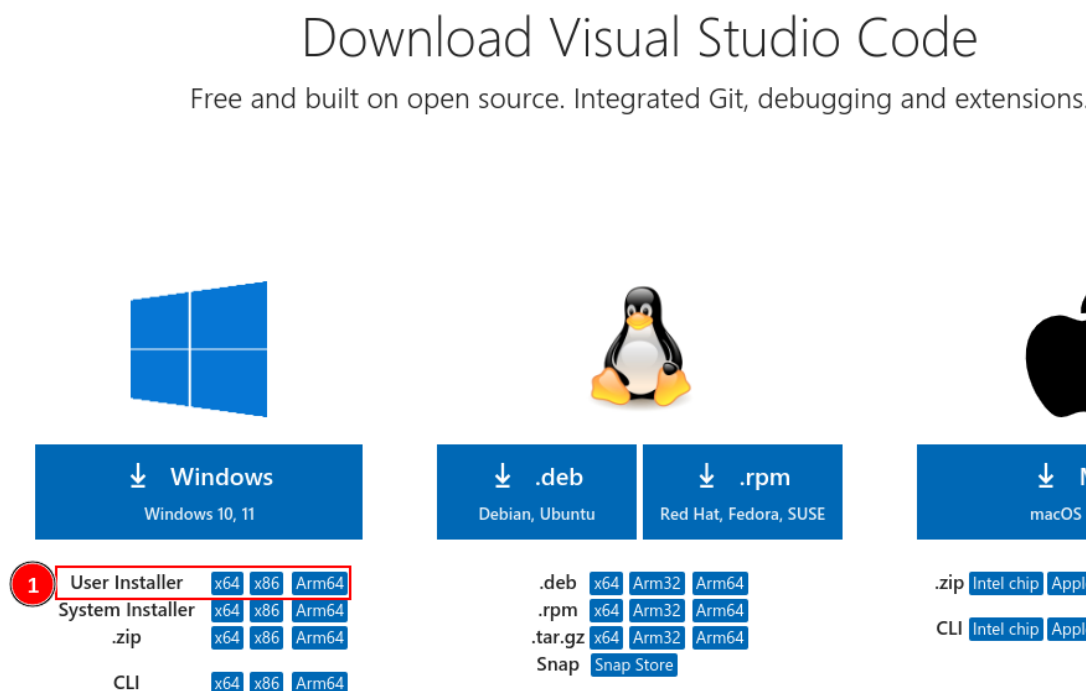 Download Visual Studio Code
Free and built on open source. Integrated Git, debugging and extensions.
Windows
Windows 10, 11
.deb
Debian, Ubuntu
.rpm
Red Hat, Fedora, SUSE
macOS
1 User Installer x64 x86 Arm64
System Installer x64 x86 Arm64
.zip x64 x86 Arm64
CLI x64 x86 Arm64
.deb x64 Arm32 Arm64
.rpm x64 Arm32 Arm64
.tar.gz x64 Arm32 Arm64
Snap Snap Store
.zip Intel chip
CLI Intel chip